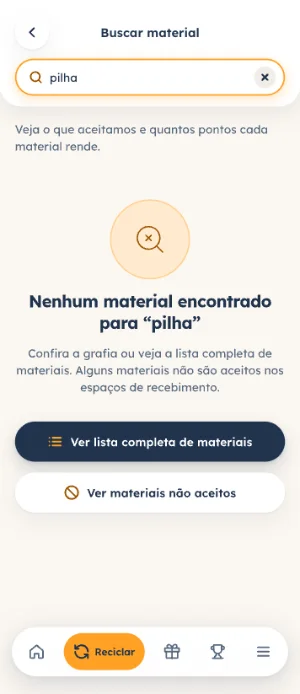 Buscar material
pilha
Veja o que aceitamos e quantos pontos cada
material rende.
Nenhum material encontrado
para “pilha”
Confira a grafia ou veja a lista completa de
materiais. Alguns materiais não são aceitos nos
espaços de recebimento.
Ver lista completa de materiais
Ver materiais não aceitos
Reciclar